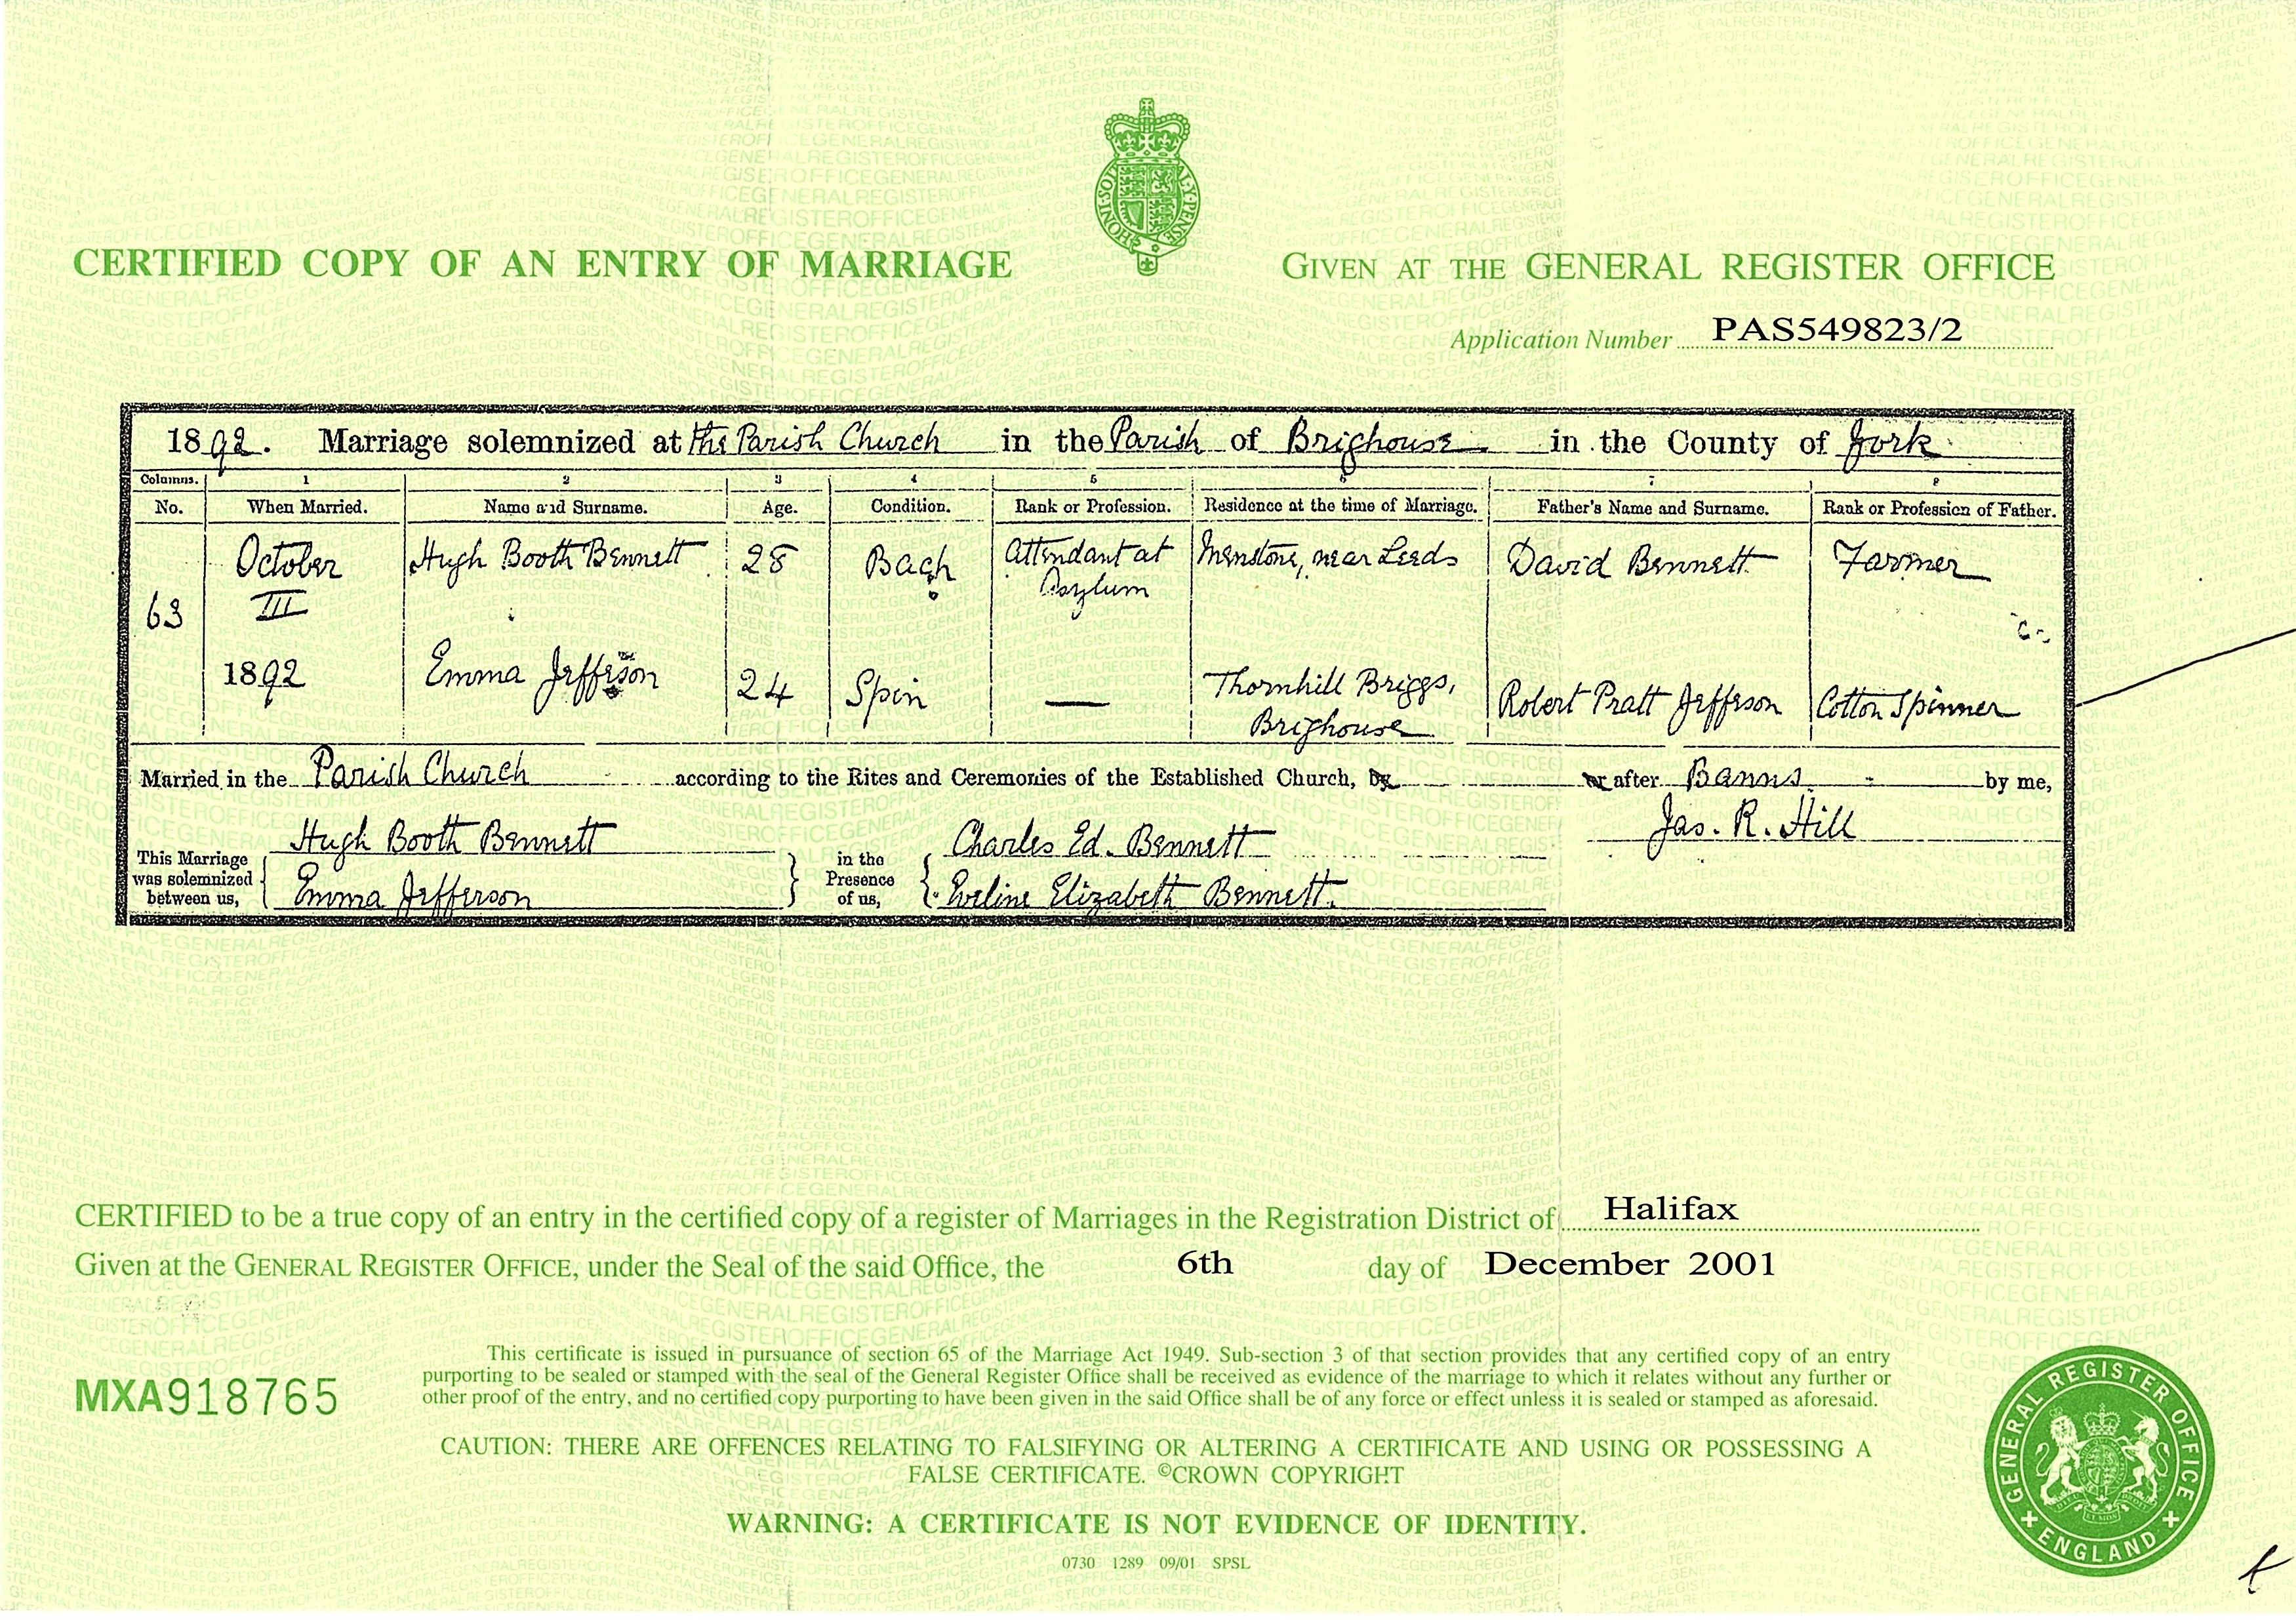 HONI·SOIT
QUI·MAL·Y·PENSE
CERTIFIED COPY OF AN ENTRY OF MARRIAGE
GIVEN AT THE GENERAL REGISTER OFFICE
Application Number PAS549823/2
1892. Marriage solemnized at the Parish Church in the Parish of Brighouse in the County of York
Columns. 1 2 3 4 5 6 7 8
No. When Married. Name and Surname. Age. Condition. Rank or Profession. Residence at the time of Marriage. Father's Name and Surname. Rank or Profession of Father.
October Hugh Booth Bennett 28 Bach Attendant at Menstone, near Leeds David Bennett Farmer
Asylum
63 III
1892 Emma Jefferson 24 Spin — Thornhill Briggs, Robert Pratt Jefferson Cotton Spinner
Brighouse
Married in the Parish Church according to the Rites and Ceremonies of the Established Church, by or after Banns by me,
Hugh Booth Bennett Charles Ed. Bennett Jas. R. Hill
This Marriage in the
was solemnized Presence
between us, of us,
Emma Jefferson Eveline Elizabeth Bennett.
CERTIFIED to be a true copy of an entry in the certified copy of a register of Marriages in the Registration District of Halifax
Given at the GENERAL REGISTER OFFICE, under the Seal of the said Office, the 6th day of December 2001
This certificate is issued in pursuance of section 65 of the Marriage Act 1949. Sub-section 3 of that section provides that any certified copy of an entry
purporting to be sealed or stamped with the seal of the General Register Office shall be received as evidence of the marriage to which it relates without any further or
other proof of the entry, and no certified copy purporting to have been given in the said Office shall be of any force or effect unless it is sealed or stamped as aforesaid.
MXA918765
CAUTION: THERE ARE OFFENCES RELATING TO FALSIFYING OR ALTERING A CERTIFICATE AND USING OR POSSESSING A
FALSE CERTIFICATE. ©CROWN COPYRIGHT
WARNING: A CERTIFICATE IS NOT EVIDENCE OF IDENTITY.
0730 1289 09/01 SPSL
GENERAL REGISTER OFFICE
ENGLAND